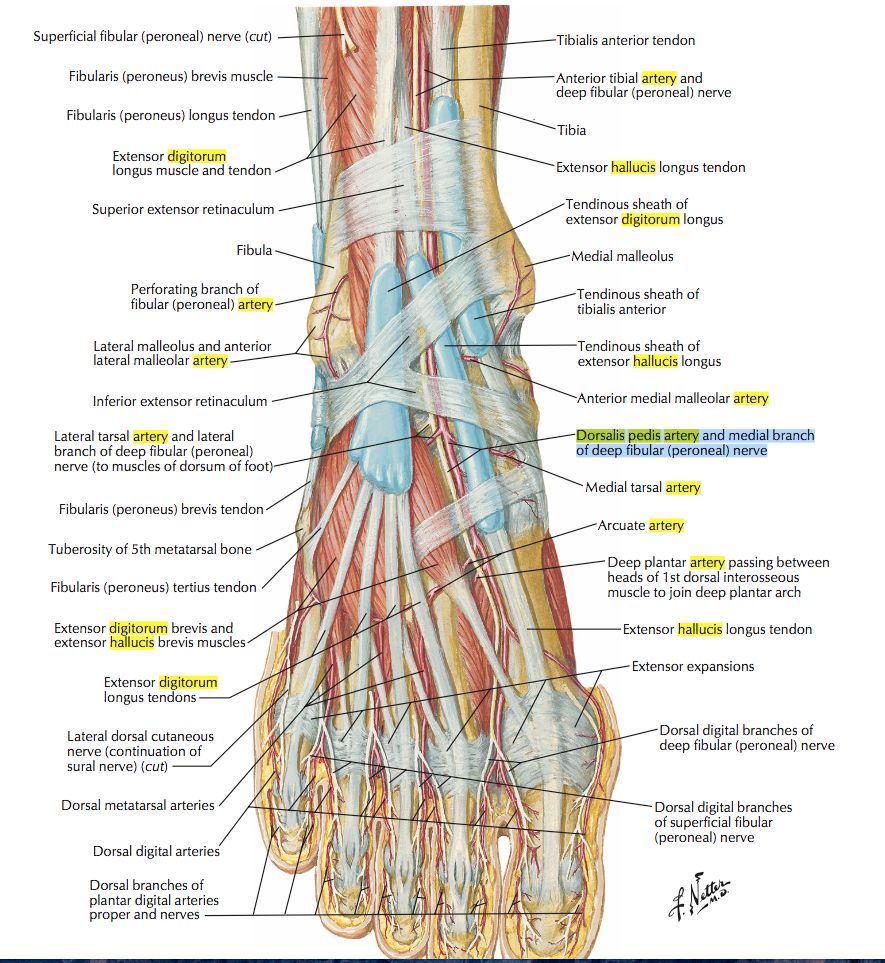 Superficial fibular (peroneal) nerve (cut)
Fibularis (peroneus) brevis muscle
Fibularis (peroneus) longus tendon
Extensor digitorum
longus muscle and tendon
Superior extensor retinaculum
Fibula
Perforating branch of
fibular (peroneal) artery
Lateral malleolus and anterior
lateral malleolar artery
Inferior extensor retinaculum
Lateral tarsal artery and lateral
branch of deep fibular (peroneal)
nerve (to muscles of dorsum of foot)
Fibularis (peroneus) brevis tendon
Tuberosity of 5th metatarsal bone
Fibularis (peroneus) tertius tendon
Extensor digitorum brevis and
extensor hallucis brevis muscles
Extensor digitorum
longus tendons
Lateral dorsal cutaneous
nerve (continuation of
sural nerve) (cut)
Dorsal metatarsal arteries
Dorsal digital arteries
Dorsal branches of
plantar digital arteries
proper and nerves
Tibialis anterior tendon
Anterior tibial artery and
deep fibular (peroneal) nerve
Tibia
Extensor hallucis longus tendon
Tendinous sheath of
extensor digitorum longus
Medial malleolus
Tendinous sheath of
tibialis anterior
Tendinous sheath of
extensor hallucis longus
Anterior medial malleolar artery
Dorsalis pedis artery and medial branch
of deep fibular (peroneal) nerve
Medial tarsal artery
Arcuate artery
Deep plantar artery passing between
heads of 1st dorsal interosseous
muscle to join deep plantar arch
Extensor hallucis longus tendon
Extensor expansions
Dorsal digital branches of
deep fibular (peroneal) nerve
Dorsal digital branches
of superficial fibular
(peroneal) nerve
F. Netter
M.D.